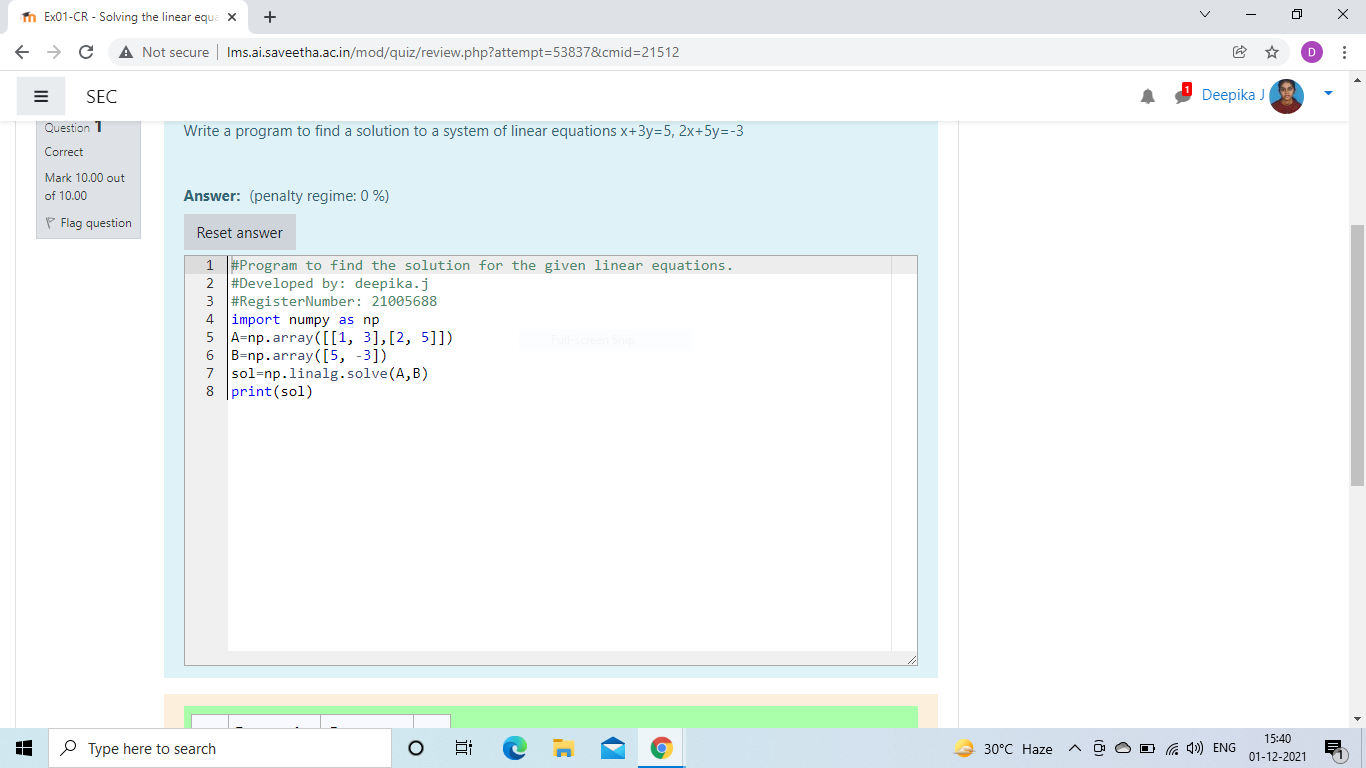 Ex01-CR - Solving the linear equa
Not secure
lms.ai.saveetha.ac.in/mod/quiz/review.php?attempt=53837&cmid=21512
D
SEC
1
Deepika J
Question 1
Correct
Mark 10.00 out
of 10.00
Flag question
Write a program to find a solution to a system of linear equations x+3y=5, 2x+5y=-3
Answer: (penalty regime: 0 %)
Reset answer
1 #Program to find the solution for the given linear equations.
2 #Developed by: deepika.j
3 #RegisterNumber: 21005688
4 import numpy as np
5 A=np.array([[1, 3],[2, 5]])
6 B=np.array([5, -3])
7 sol=np.linalg.solve(A,B)
8 print(sol)
Full-screen Snip
Type here to search
30°C Haze
ENG
15:40
01-12-2021
1